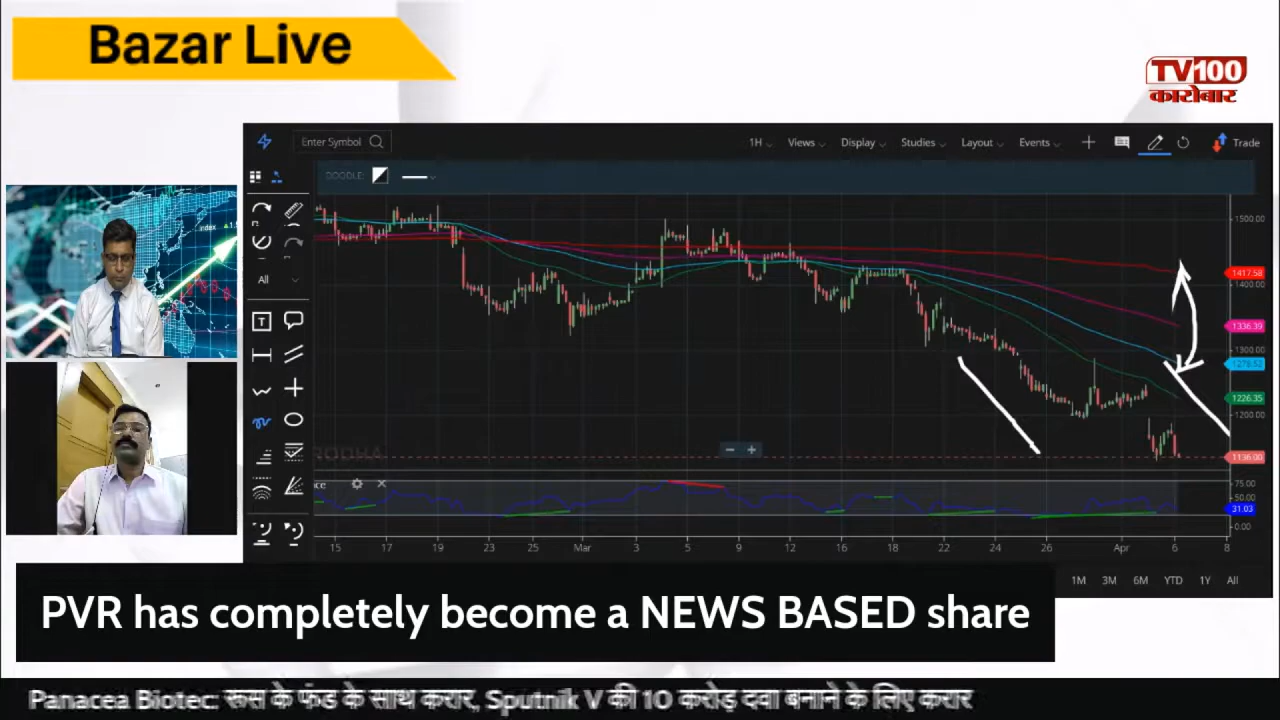 Bazar Live
TV100
कारोबार
Enter Symbol
1H Views Display Studies Layout Events Trade
DOODLE:
All
1500.00
1417.58
1400.00
1336.39
1300.00
1226.35
1200.00
1136.00
75.00
50.00
31.03
0.00
15 17 19 23 25 Mar 3 5 9 12 16 18 22 24 26 Apr 6 8
1M 3M 6M YTD 1Y All
PVR has completely become a NEWS BASED share
Panacea Biotec: रूस के फंड के साथ करार, Sputnik V की 10 करोड़ दवा बनाने के लिए करार